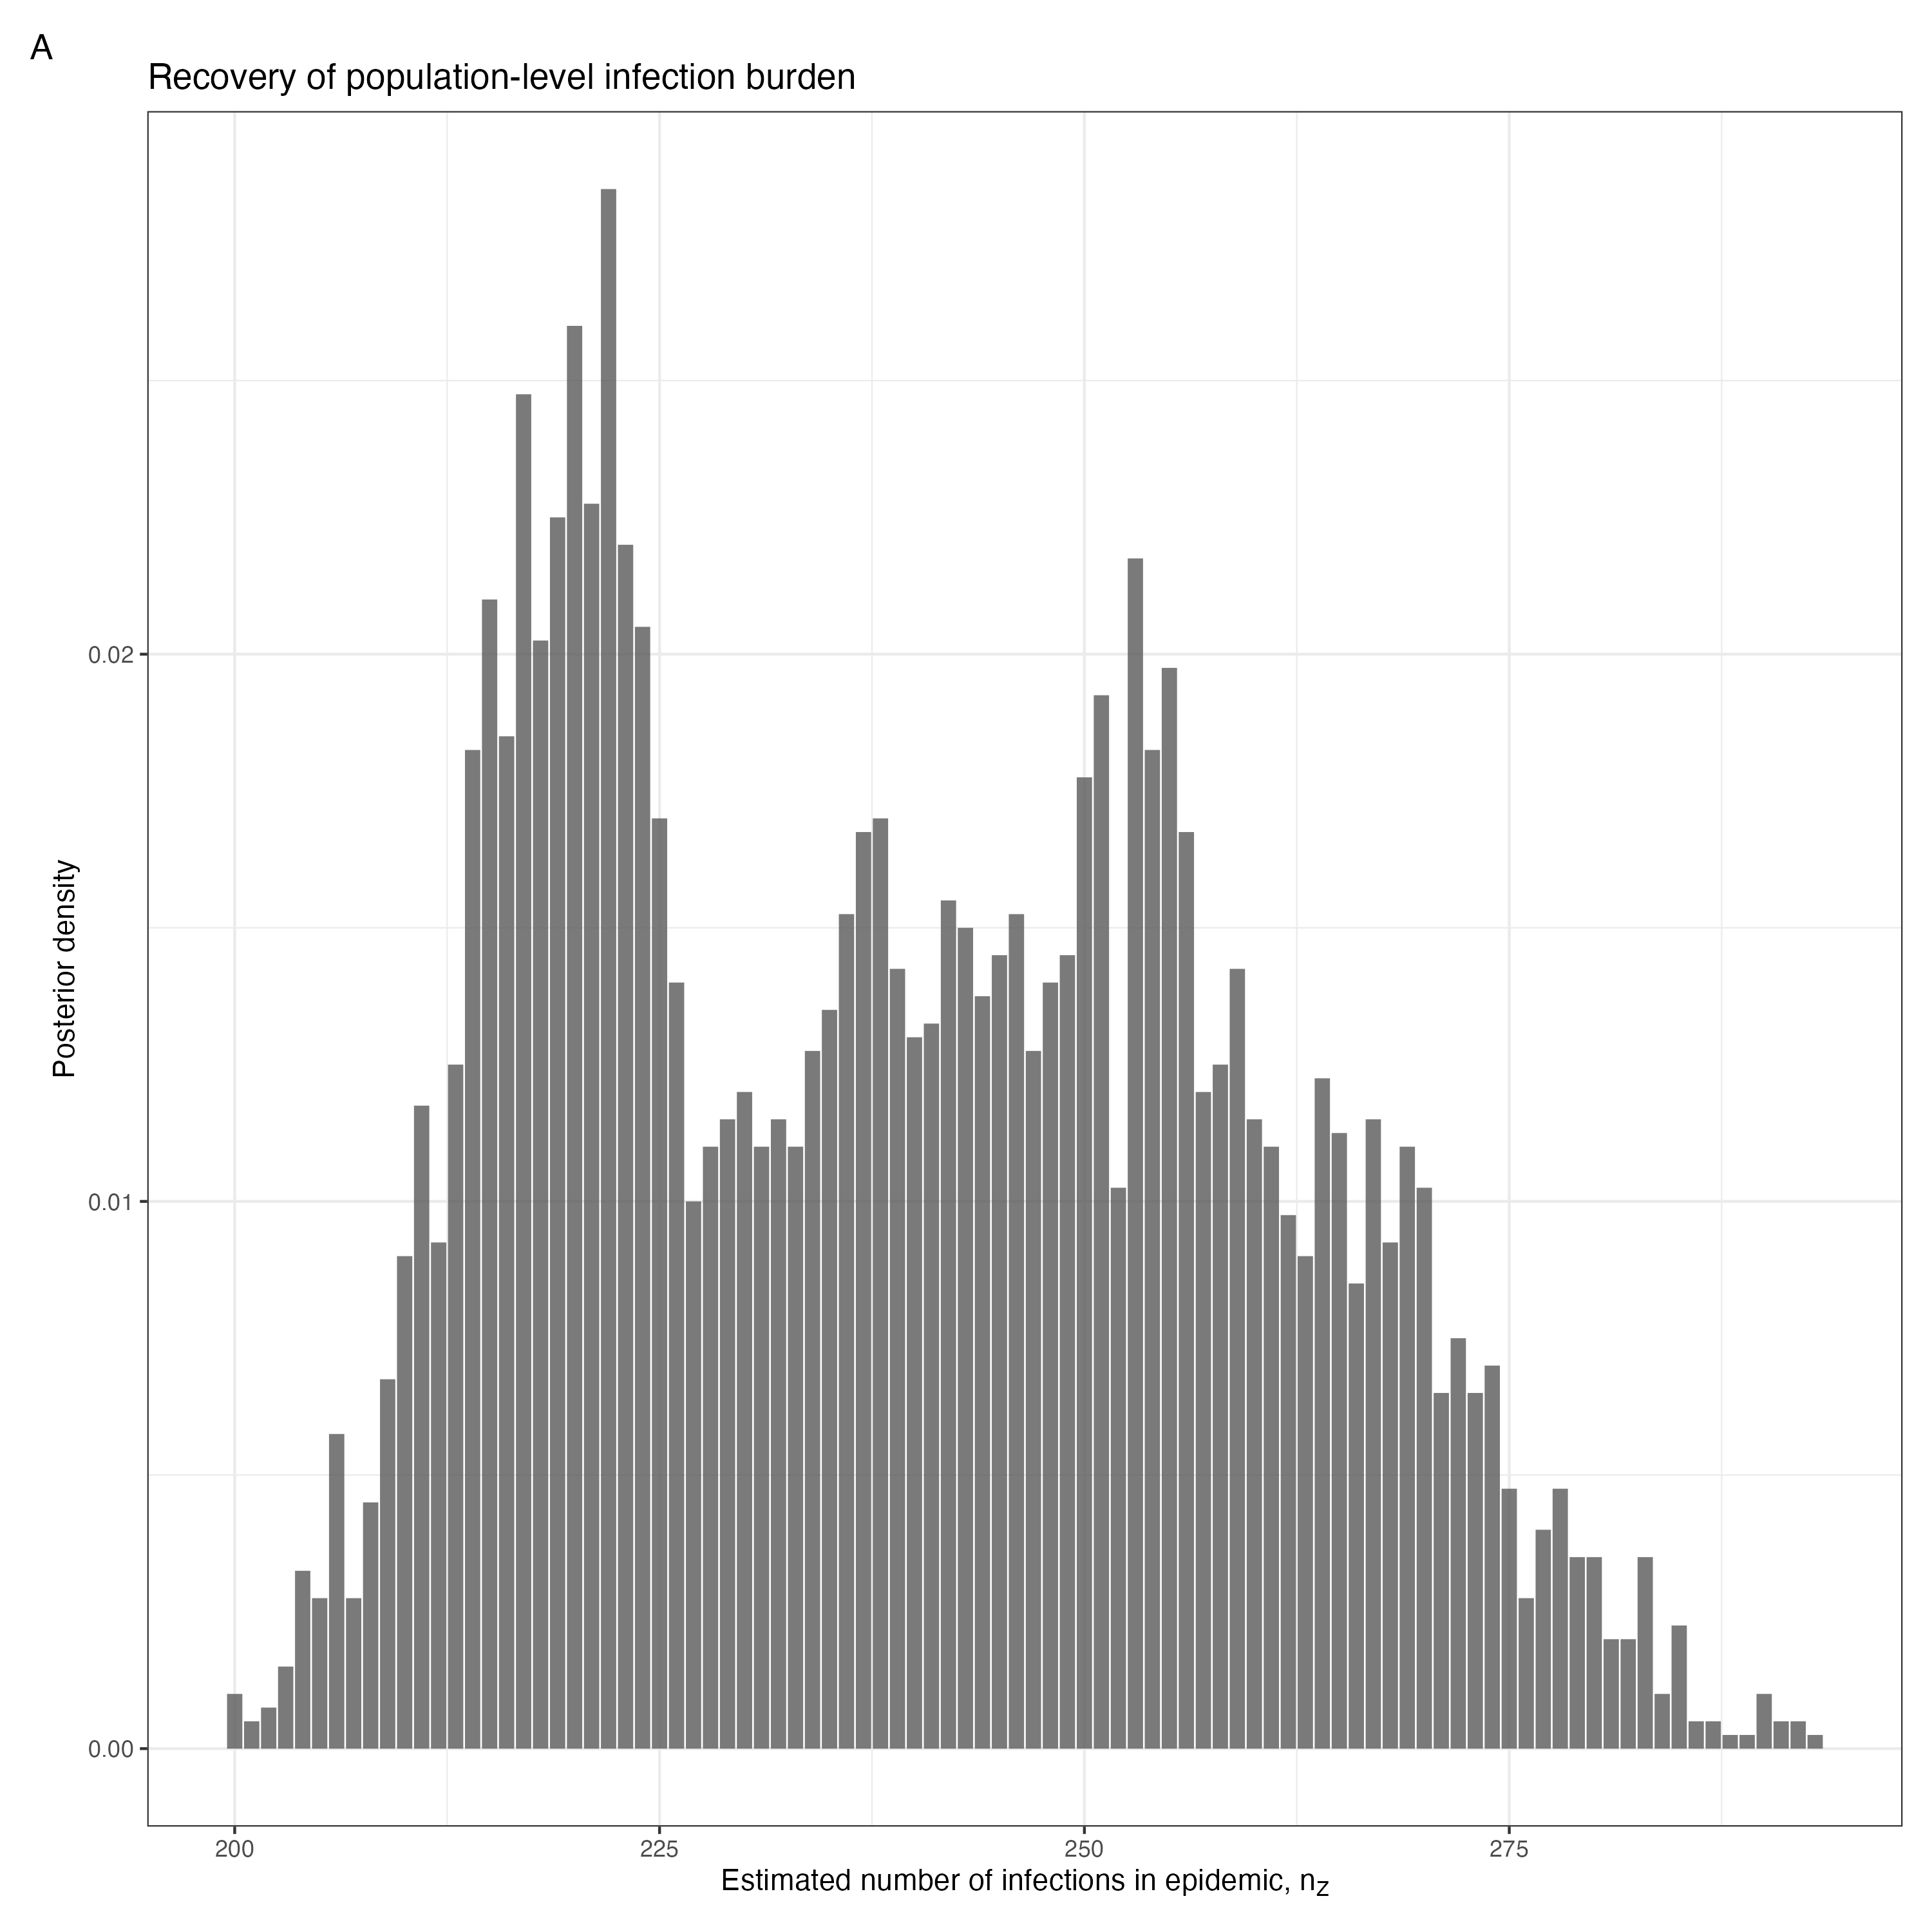 A
Recovery of population-level infection burden
Posterior density
0.02
0.01
0.00
200 225 250 275
Estimated number of infections in epidemic, nz